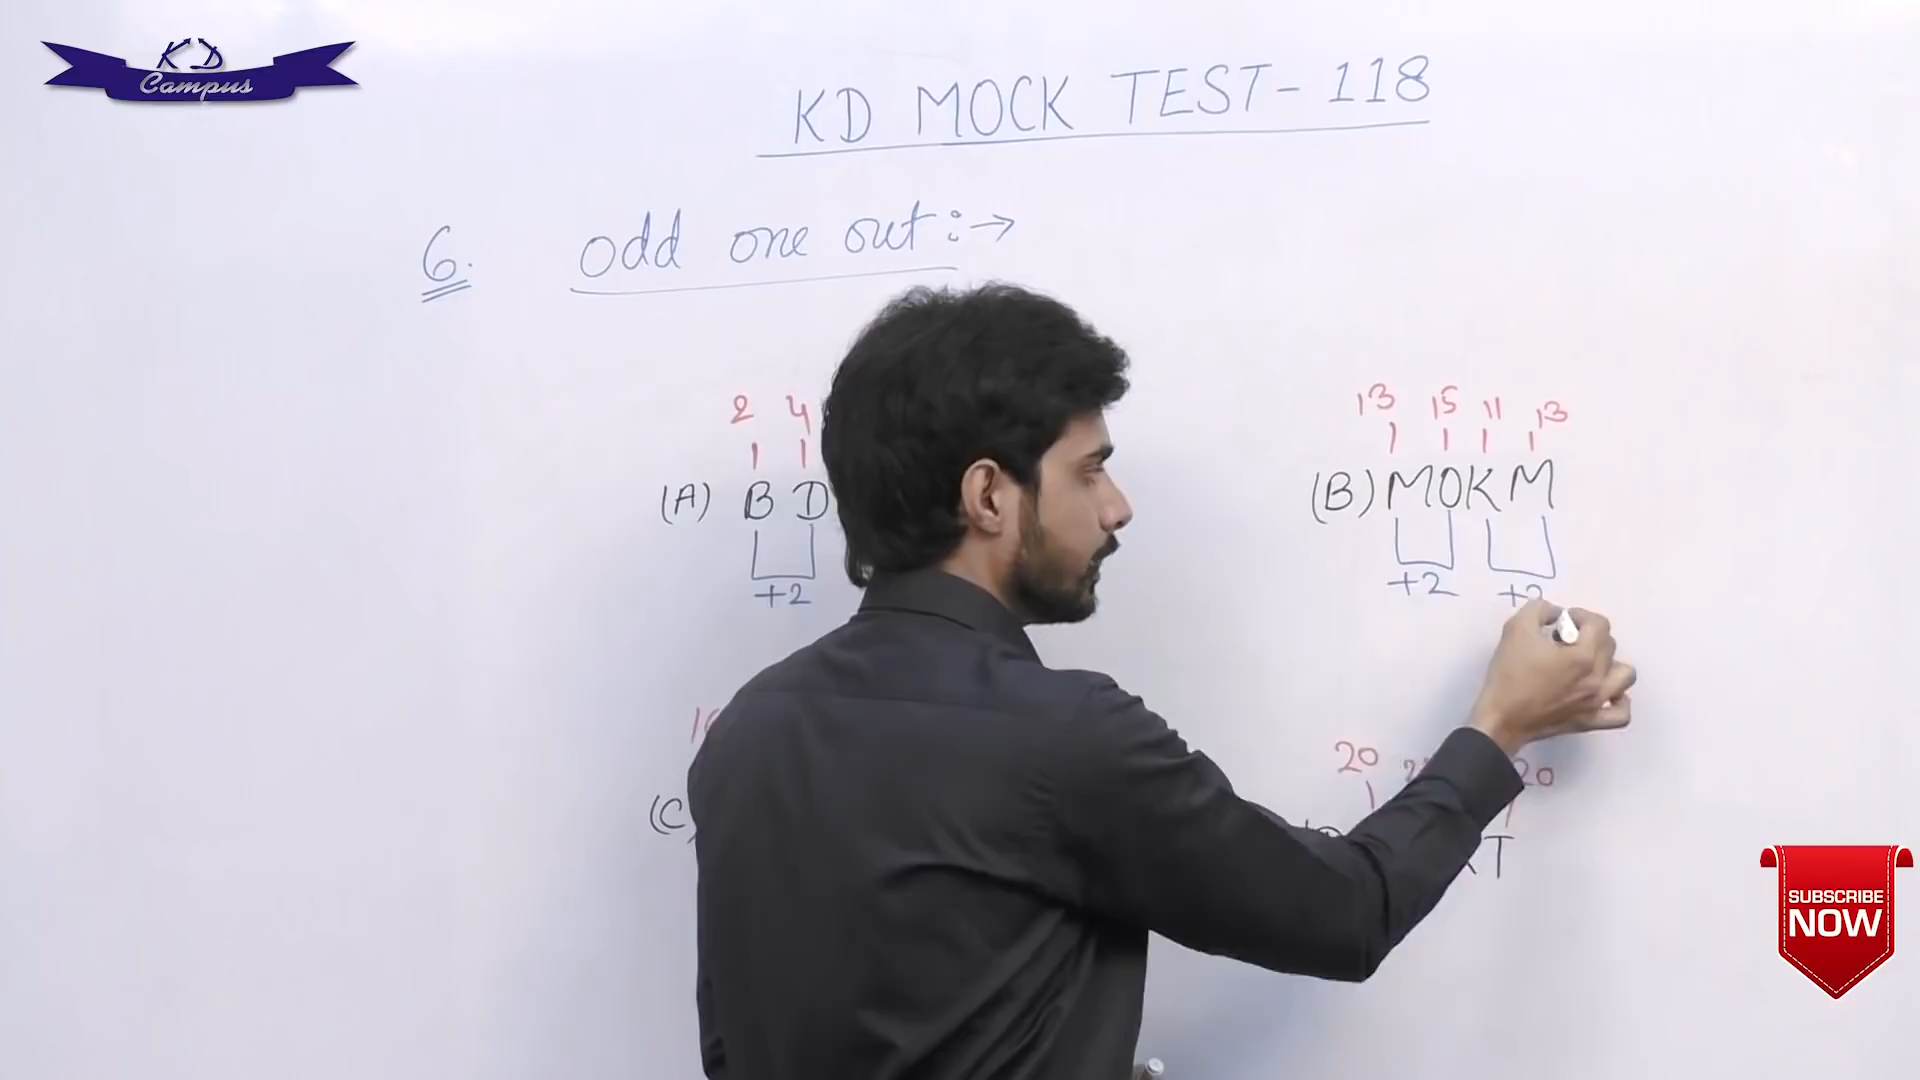 KD
Campus
KD MOCK TEST- 118
6. odd one out:→
2 4
(A) B D
+2
13 15 11 13
(B) M O K M
+2 +2
(C
20 20
T
SUBSCRIBE
NOW